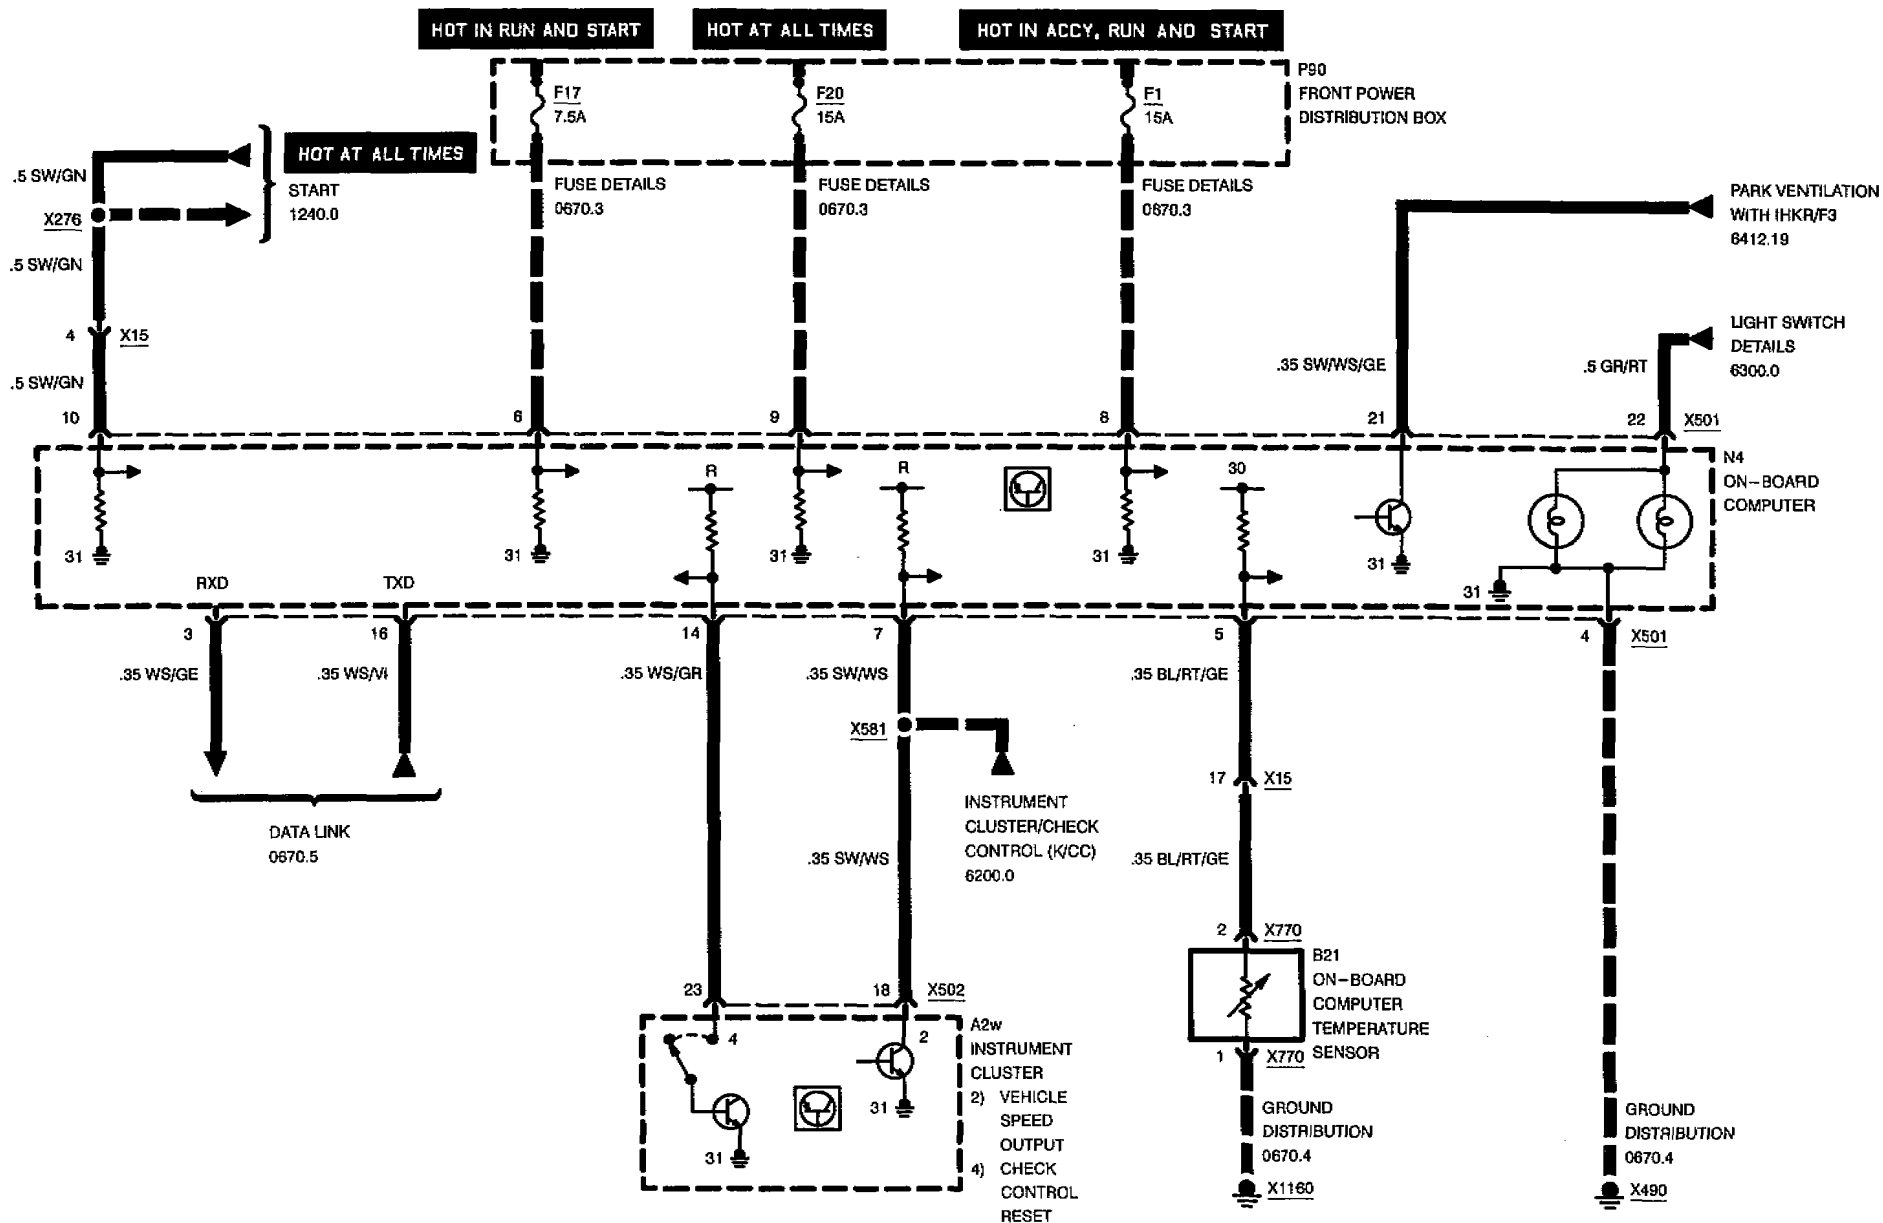 HOT IN RUN AND START
HOT AT ALL TIMES
HOT IN ACCY, RUN AND START
P90
FRONT POWER
DISTRIBUTION BOX
F17
7.5A
F20
15A
F1
15A
HOT AT ALL TIMES
START
1240.0
.5 SW/GN
X276
.5 SW/GN
4
X15
.5 SW/GN
FUSE DETAILS
0670.3
FUSE DETAILS
0670.3
FUSE DETAILS
0670.3
PARK VENTILATION
WITH IHKR/F3
6412.19
LIGHT SWITCH
DETAILS
6300.0
.35 SW/WS/GE
.5 GR/RT
10
6
9
8
21
22
X501
N4
ON-BOARD
COMPUTER
R
R
30
31
31
31
31
31
31
RXD
TXD
3
16
14
7
5
4
X501
.35 WS/GE
.35 WS/VI
.35 WS/GR
.35 SW/WS
.35 BL/RT/GE
X581
17
X15
DATA LINK
0670.5
INSTRUMENT
CLUSTER/CHECK
CONTROL (K/CC)
6200.0
.35 SW/WS
.35 BL/RT/GE
2
X770
B21
ON-BOARD
COMPUTER
TEMPERATURE
SENSOR
1
X770
23
18
X502
4
2
31
31
A2w
INSTRUMENT
CLUSTER
2) VEHICLE
SPEED
OUTPUT
4) CHECK
CONTROL
RESET
GROUND
DISTRIBUTION
0670.4
X1160
GROUND
DISTRIBUTION
0670.4
X490